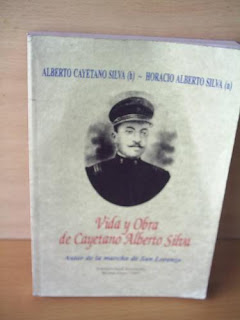 ALBERTO CAYETANO SILVA (h) - HORACIO ALBERTO SILVA (n)
Vida y Obra
de Cayetano Alberto Silva
Autor de la marcha de San Lorenzo